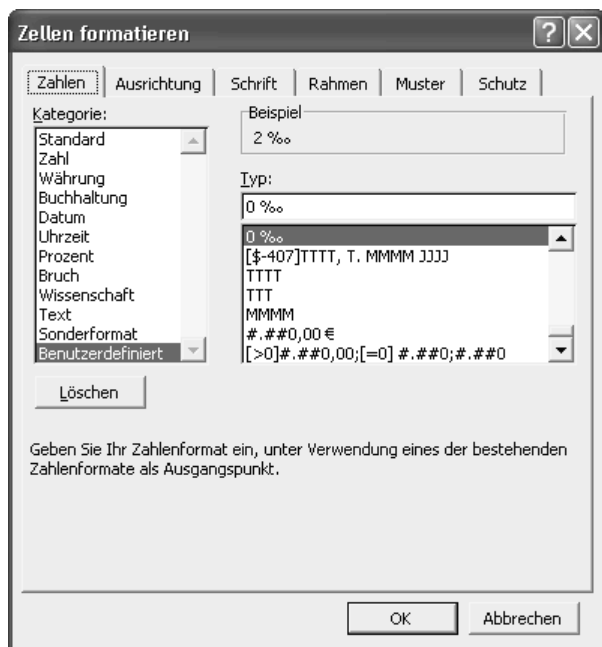 Zellen formatieren
Zahlen Ausrichtung Schrift Rahmen Muster Schutz
Kategorie:
Standard
Zahl
Währung
Buchhaltung
Datum
Uhrzeit
Prozent
Bruch
Wissenschaft
Text
Sonderformat
Benutzerdefiniert
Löschen
Beispiel
2 ‰
Typ:
0 ‰
0 ‰
[$-407]TTTT, T. MMMM JJJJ
TTTT
TTT
MMMM
#.##0,00 €
[>0]#.##0,00;[=0] #.##0;#.##0
Geben Sie Ihr Zahlenformat ein, unter Verwendung eines der bestehenden
Zahlenformate als Ausgangspunkt.
OK Abbrechen